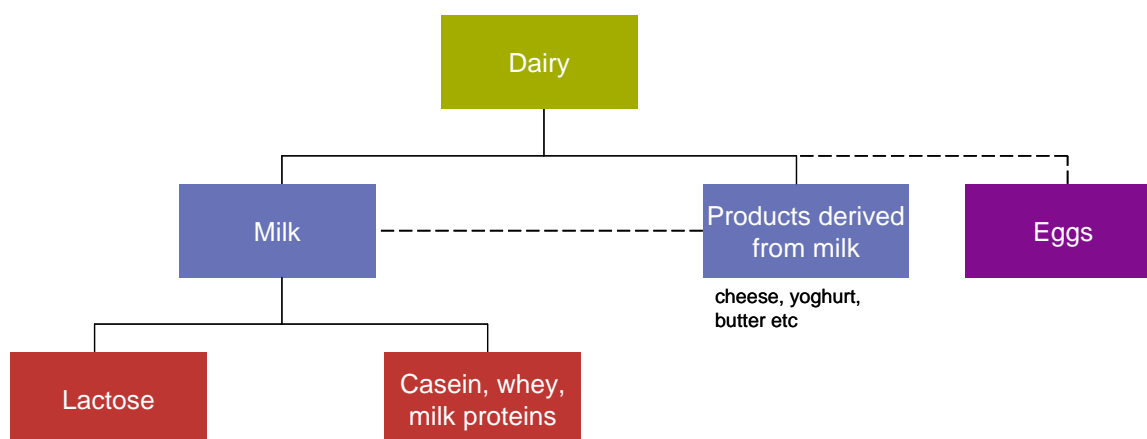 Dairy
Milk
Products derived
from milk
Eggs
cheese, yoghurt,
butter etc
Lactose
Casein, whey,
milk proteins